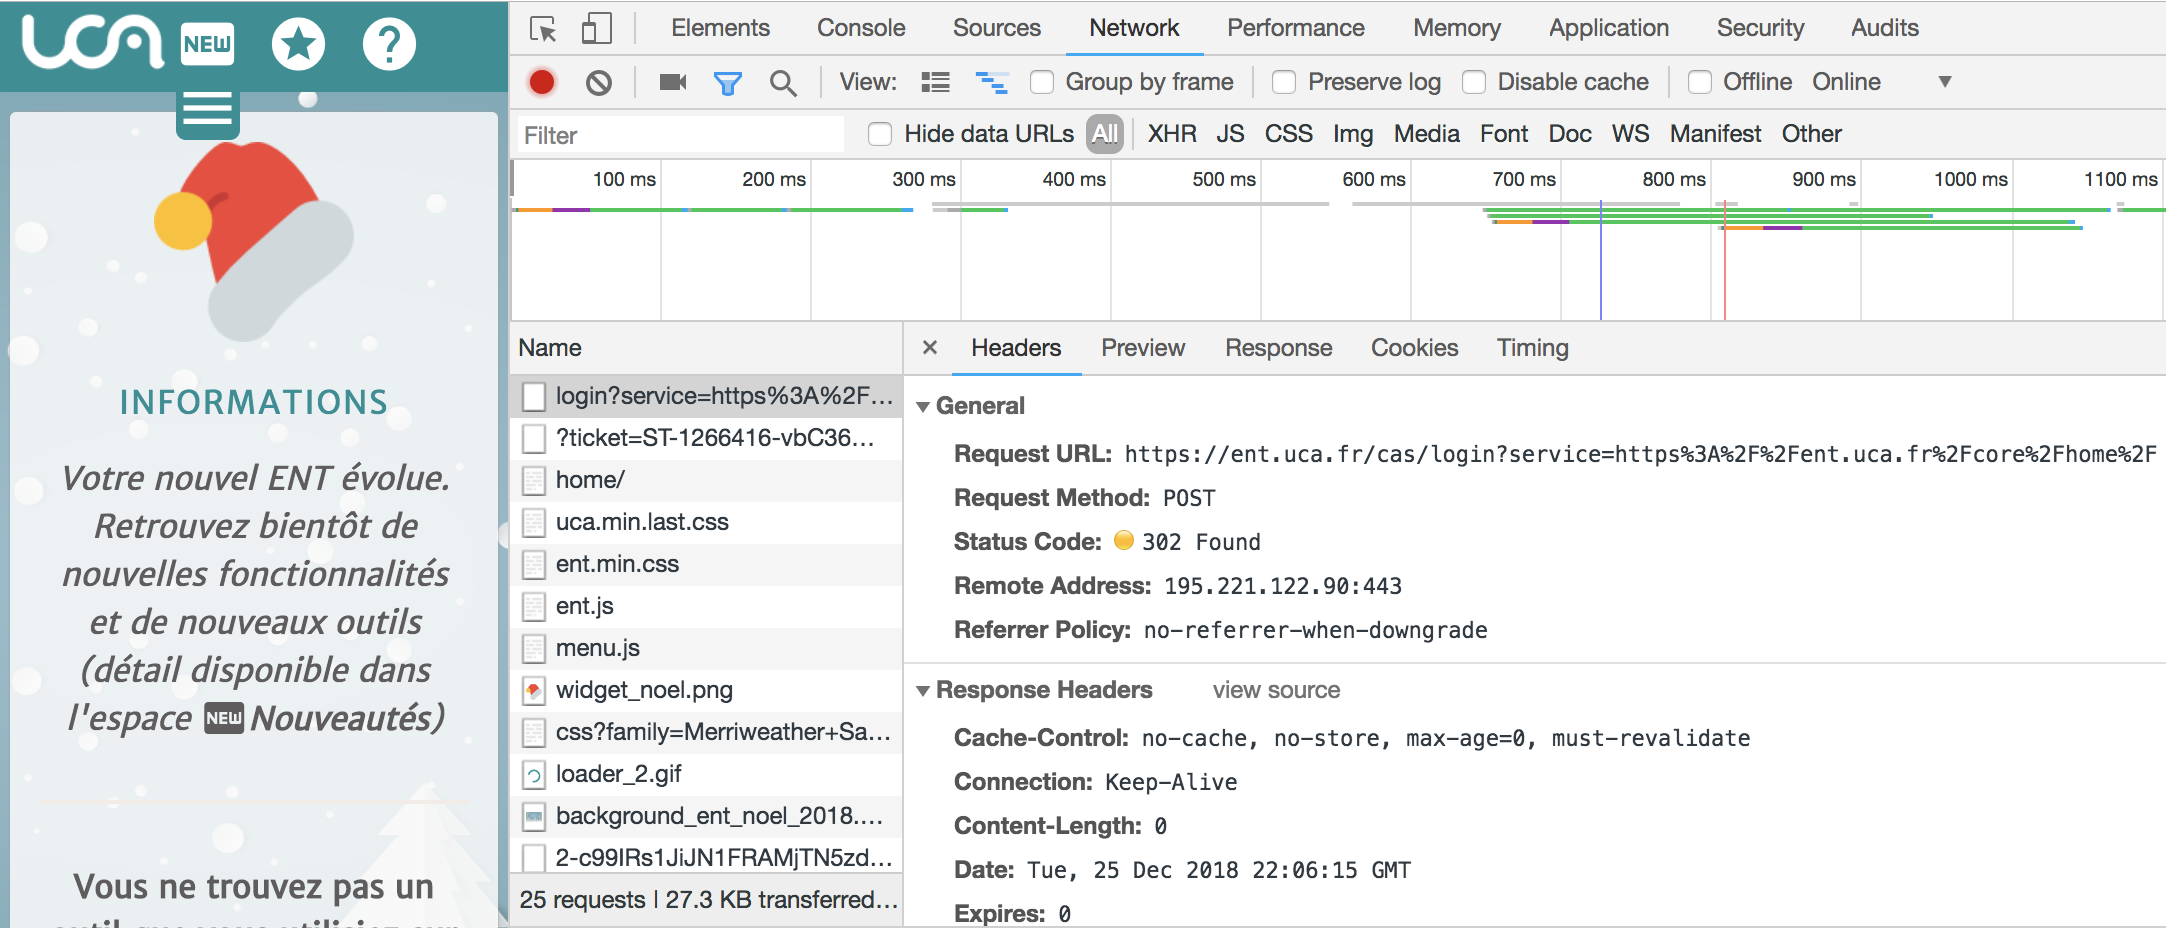 uca NEW ?
INFORMATIONS
Votre nouvel ENT évolue.
Retrouvez bientôt de
nouvelles fonctionnalités
et de nouveaux outils
(détail disponible dans
l'espace NEW Nouveautés)
Vous ne trouvez pas un
Elements Console Sources Network Performance Memory Application Security Audits
View: Group by frame Preserve log Disable cache Offline Online
Filter Hide data URLs All XHR JS CSS Img Media Font Doc WS Manifest Other
100 ms 200 ms 300 ms 400 ms 500 ms 600 ms 700 ms 800 ms 900 ms 1000 ms 1100 ms
Name
login?service=https%3A%2F...
?ticket=ST-1266416-vbC36...
home/
uca.min.last.css
ent.min.css
ent.js
menu.js
widget_noel.png
css?family=Merriweather+Sa...
loader_2.gif
background_ent_noel_2018....
2-c99IRs1JiJN1FRAMjTN5zd...
25 requests | 27.3 KB transferred...
× Headers Preview Response Cookies Timing
General
Request URL: https://ent.uca.fr/cas/login?service=https%3A%2F%2Fent.uca.fr%2Fcore%2Fhome%2F
Request Method: POST
Status Code: 302 Found
Remote Address: 195.221.122.90:443
Referrer Policy: no-referrer-when-downgrade
Response Headers view source
Cache-Control: no-cache, no-store, max-age=0, must-revalidate
Connection: Keep-Alive
Content-Length: 0
Date: Tue, 25 Dec 2018 22:06:15 GMT
Expires: 0